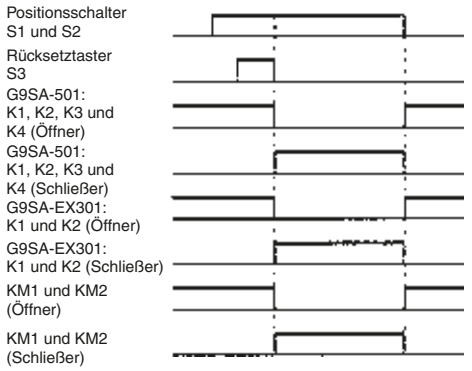 Positionsschalter
S1 und S2
Rücksetztaster
S3
G9SA-501:
K1, K2, K3 und
K4 (Öffner)
G9SA-501:
K1, K2, K3 und
K4 (Schließer)
G9SA-EX301:
K1 und K2 (Öffner)
G9SA-EX301:
K1 und K2 (Schließer)
KM1 und KM2
(Öffner)
KM1 und KM2
(Schließer)